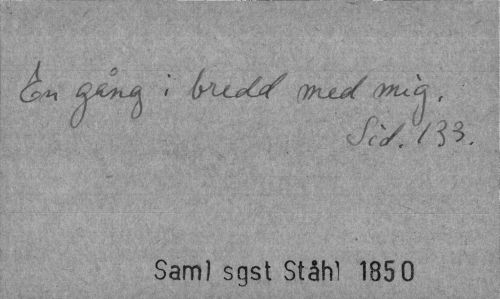 En gång i bredd med mig.
Sid. 133.
Saml sgst Ståhl 1850